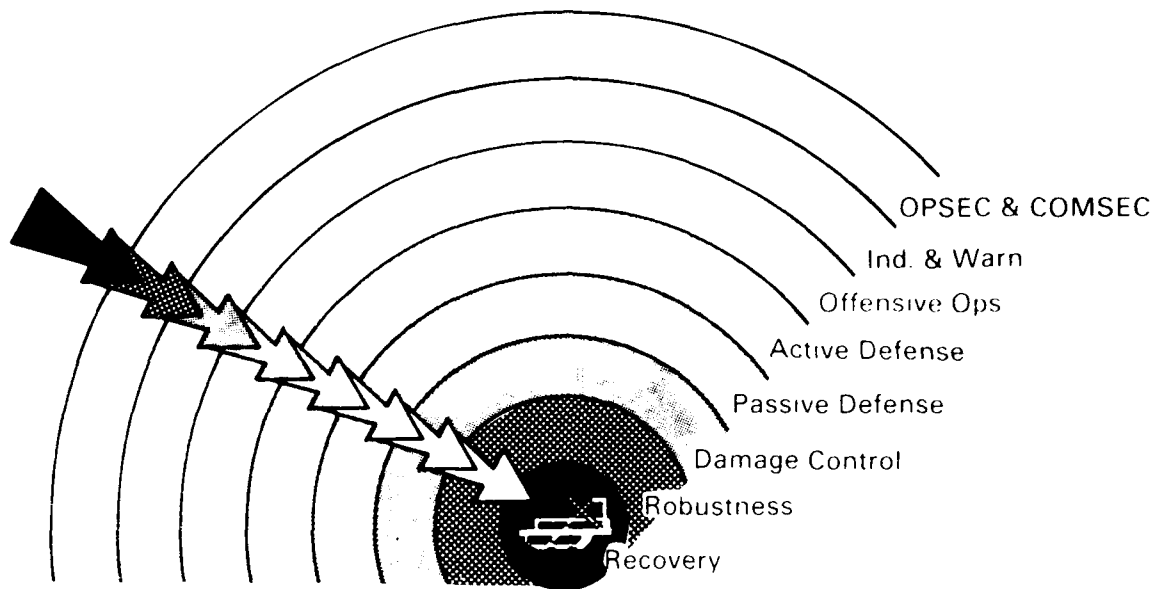 OPSEC & COMSEC
Ind. & Warn
Offensive Ops
Active Defense
Passive Defense
Damage Control
Robustness
Recovery